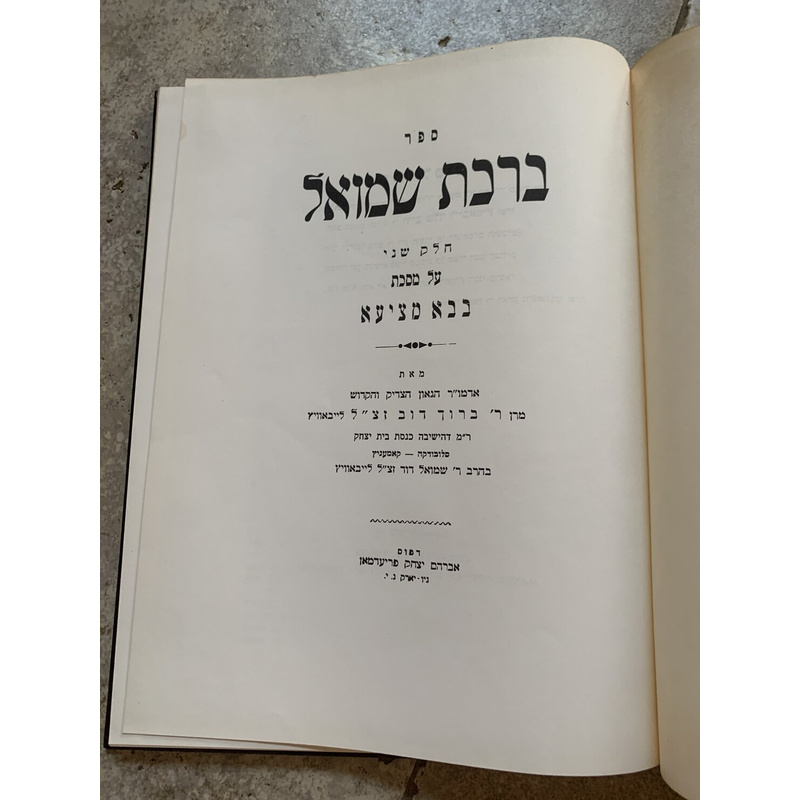 ספר
ברכת שמואל
חלק שני
על מסכת
בבא מציעא
מאת
אדמו״ר הגאון הצדיק והקדוש
מרן ר׳ ברוך דוב זצ״ל לייבאוויץ
ר״מ דהישיבה כנסת בית יצחק
סלובודקה — קאמעניץ
בהרב ר׳ שמואל דוד זצ״ל לייבאוויץ
דפוס
אברהם יצחק פריעדמאן
ניו-יארק נ. י.